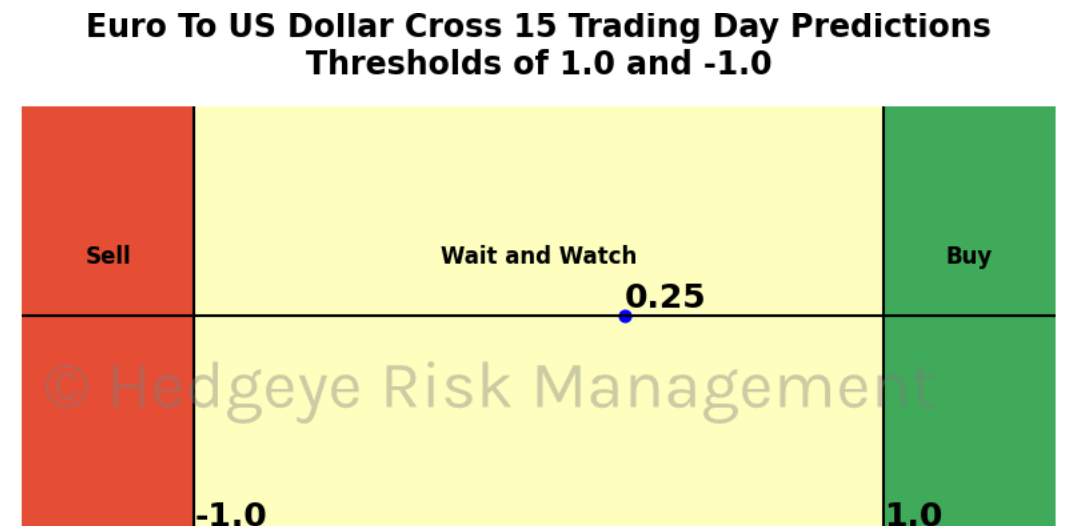 Euro To US Dollar Cross 15 Trading Day Predictions
Thresholds of 1.0 and -1.0
Sell
Wait and Watch
Buy
0.25
© Hedgeye Risk Management
-1.0
1.0